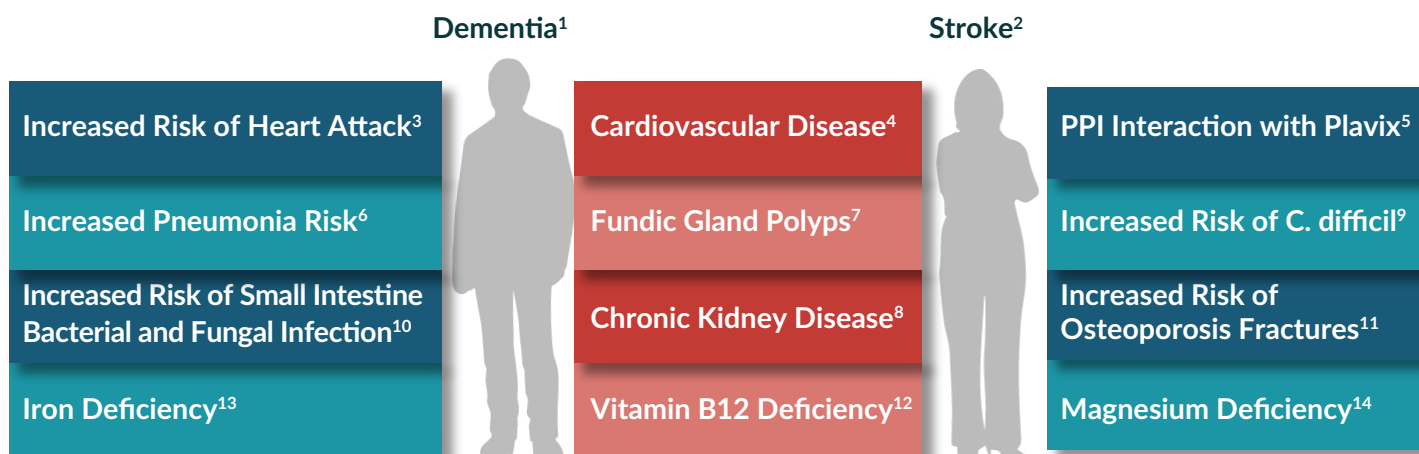 Dementia¹
Stroke²
Increased Risk of Heart Attack³
Cardiovascular Disease⁴
PPI Interaction with Plavix⁵
Increased Pneumonia Risk⁶
Fundic Gland Polyps⁷
Increased Risk of C. difficil⁹
Increased Risk of Small Intestine
Bacterial and Fungal Infection¹⁰
Chronic Kidney Disease⁸
Increased Risk of
Osteoporosis Fractures¹¹
Iron Deficiency¹³
Vitamin B12 Deficiency¹²
Magnesium Deficiency¹⁴